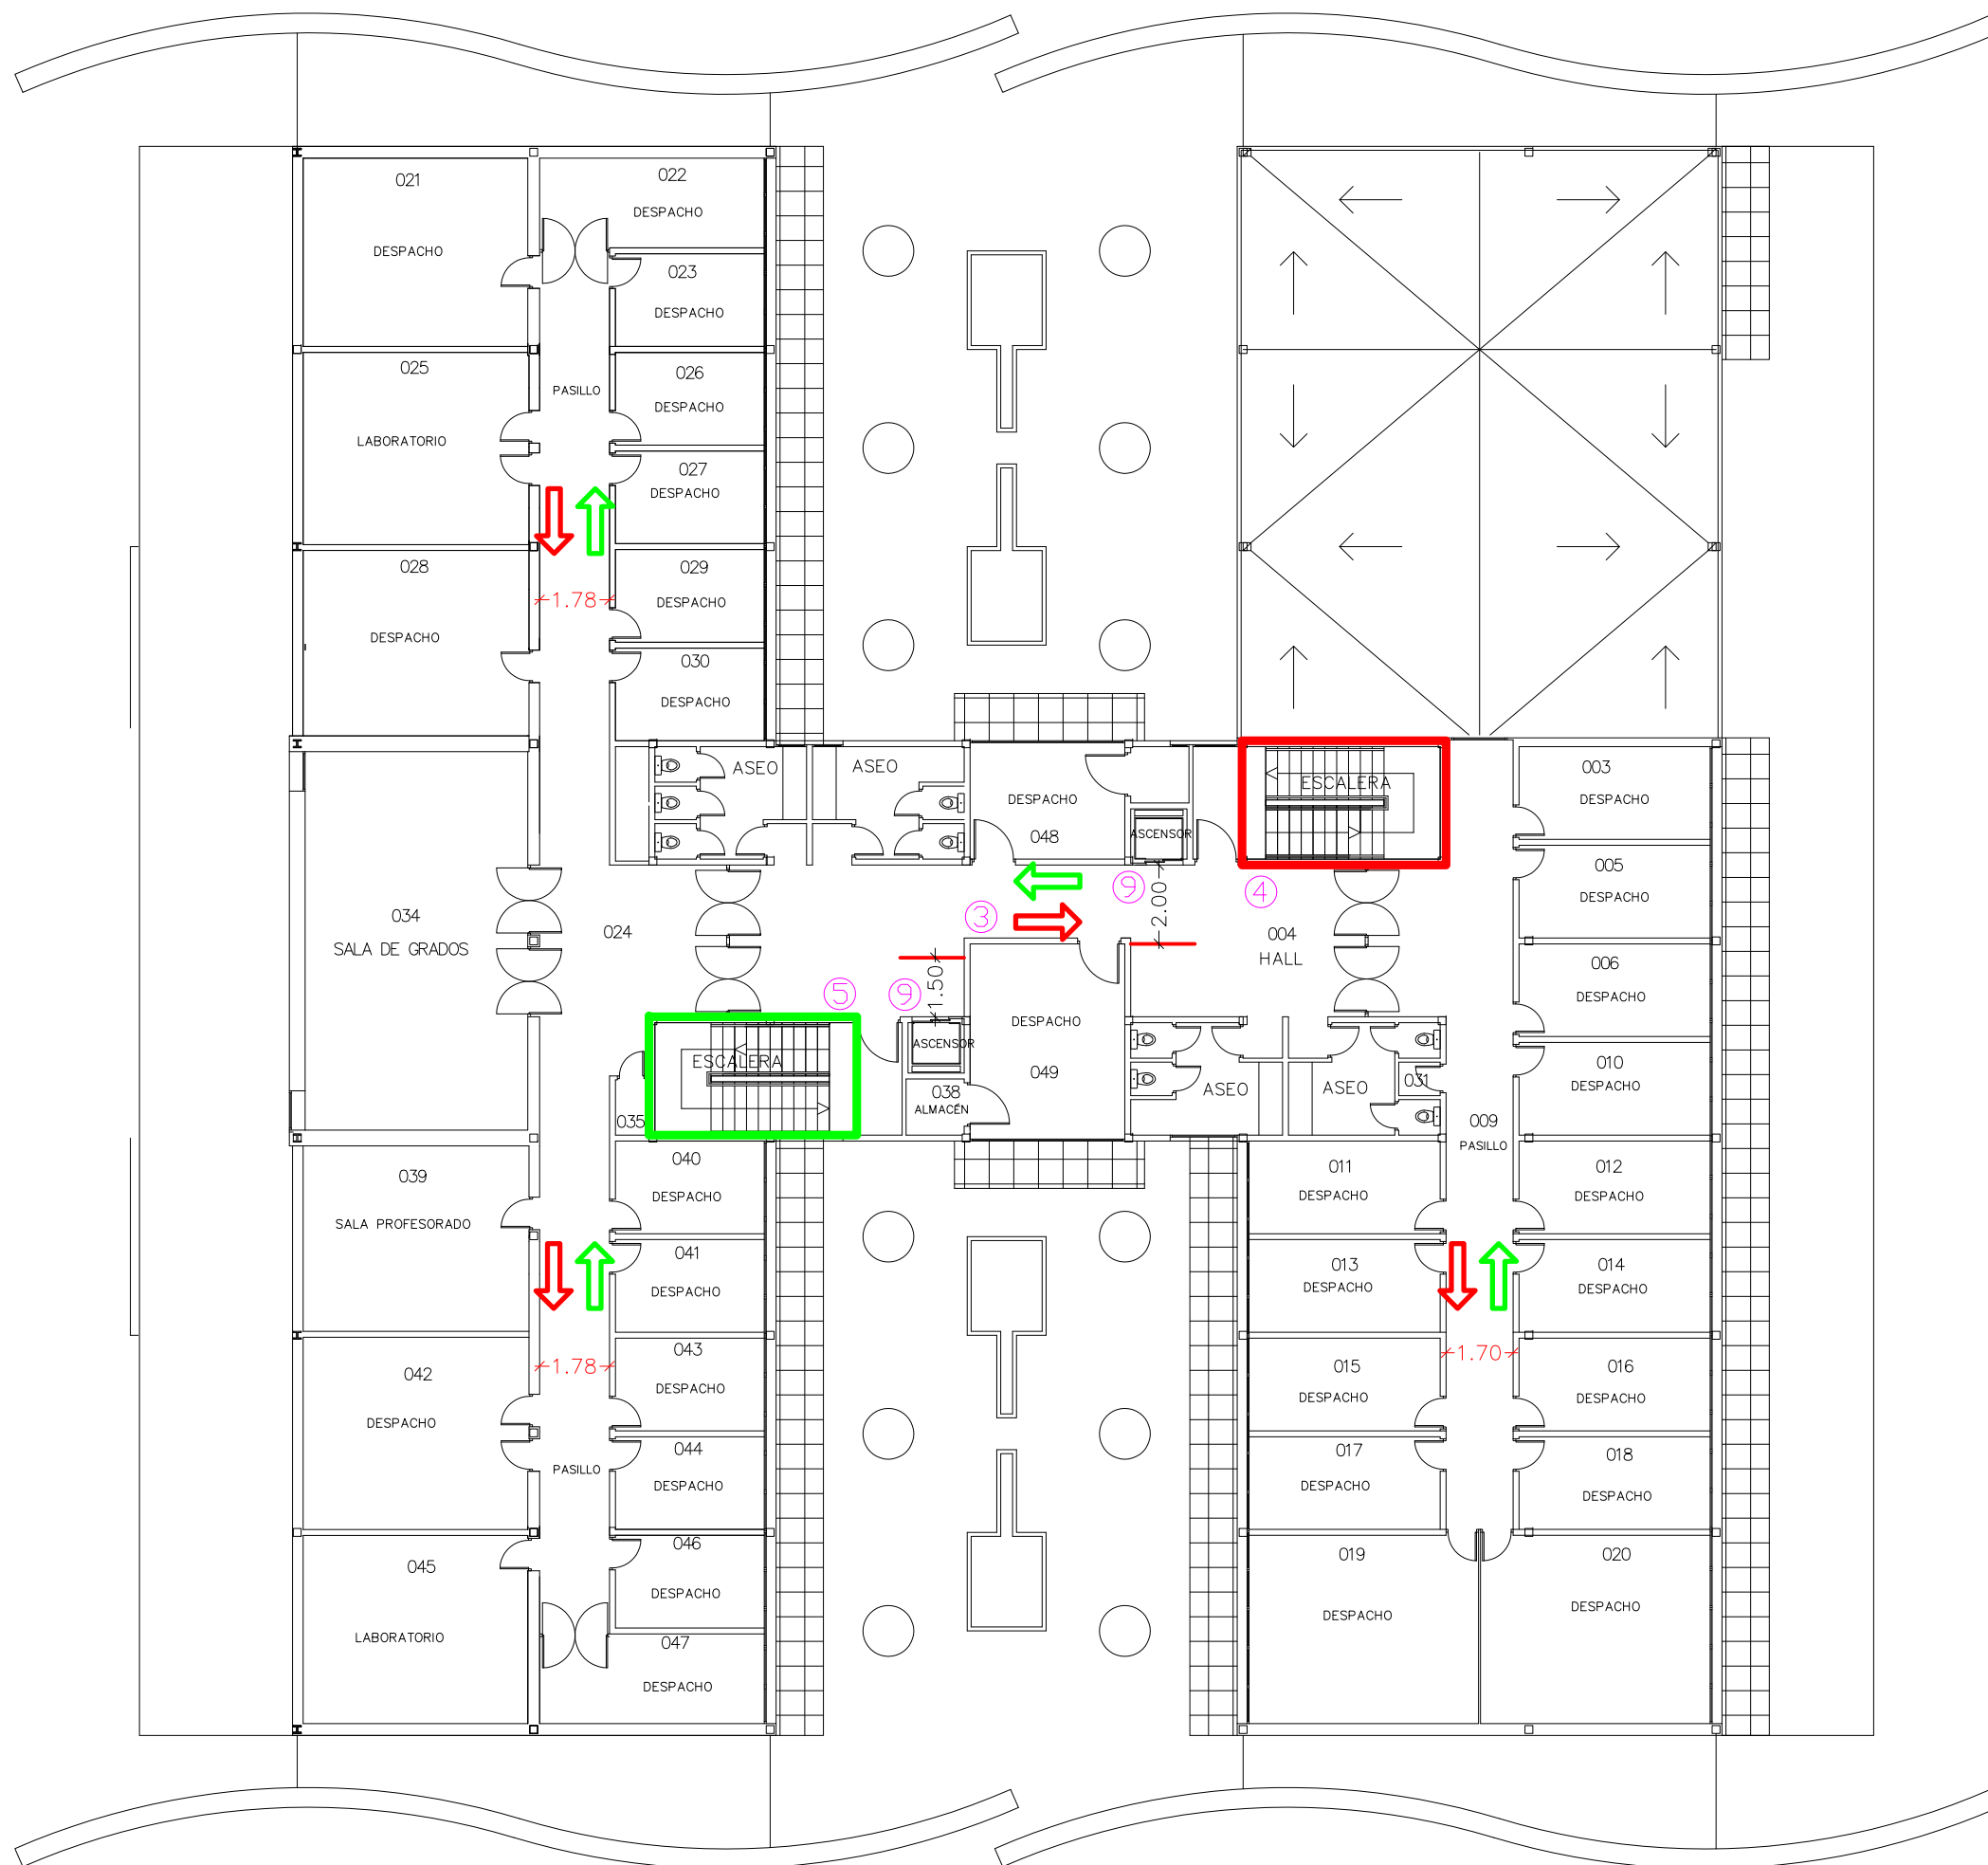 021
DESPACHO
022
DESPACHO
023
DESPACHO
025
LABORATORIO
PASILLO
026
DESPACHO
027
DESPACHO
028
DESPACHO
1.78
029
DESPACHO
030
DESPACHO
ASEO
ASEO
DESPACHO
048
ASCENSOR
ESCALERA
003
DESPACHO
005
DESPACHO
034
SALA DE GRADOS
024
3
9
2.00
4
004
HALL
006
DESPACHO
5
9
1.50
ESCALERA
ASCENSOR
DESPACHO
049
038
ALMACÉN
035
ASEO
ASEO
031
009
PASILLO
010
DESPACHO
039
SALA PROFESORADO
040
DESPACHO
011
DESPACHO
012
DESPACHO
041
DESPACHO
013
DESPACHO
014
DESPACHO
042
DESPACHO
1.78
043
DESPACHO
015
DESPACHO
1.70
016
DESPACHO
PASILLO
044
DESPACHO
017
DESPACHO
018
DESPACHO
045
LABORATORIO
046
DESPACHO
047
DESPACHO
019
DESPACHO
020
DESPACHO